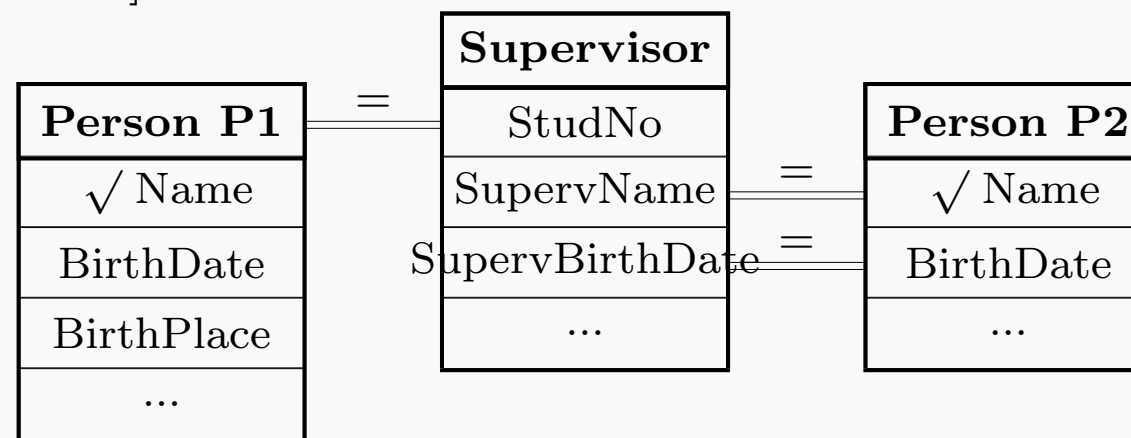 ]
Supervisor
Person P1
=
StudNo
Person P2
√ Name
SupervName
=
√ Name
BirthDate
SupervBirthDate
=
BirthDate
BirthPlace
...
...
...